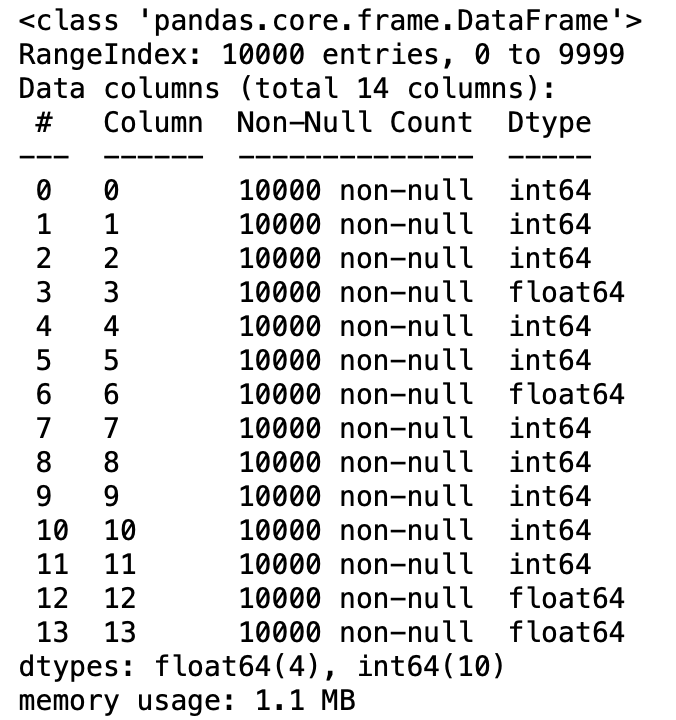 <class 'pandas.core.frame.DataFrame'>
RangeIndex: 10000 entries, 0 to 9999
Data columns (total 14 columns):
 #   Column  Non-Null Count  Dtype
---  ------  --------------  -----
 0   0       10000 non-null  int64
 1   1       10000 non-null  int64
 2   2       10000 non-null  int64
 3   3       10000 non-null  float64
 4   4       10000 non-null  int64
 5   5       10000 non-null  int64
 6   6       10000 non-null  float64
 7   7       10000 non-null  int64
 8   8       10000 non-null  int64
 9   9       10000 non-null  int64
 10  10      10000 non-null  int64
 11  11      10000 non-null  int64
 12  12      10000 non-null  float64
 13  13      10000 non-null  float64
dtypes: float64(4), int64(10)
memory usage: 1.1 MB